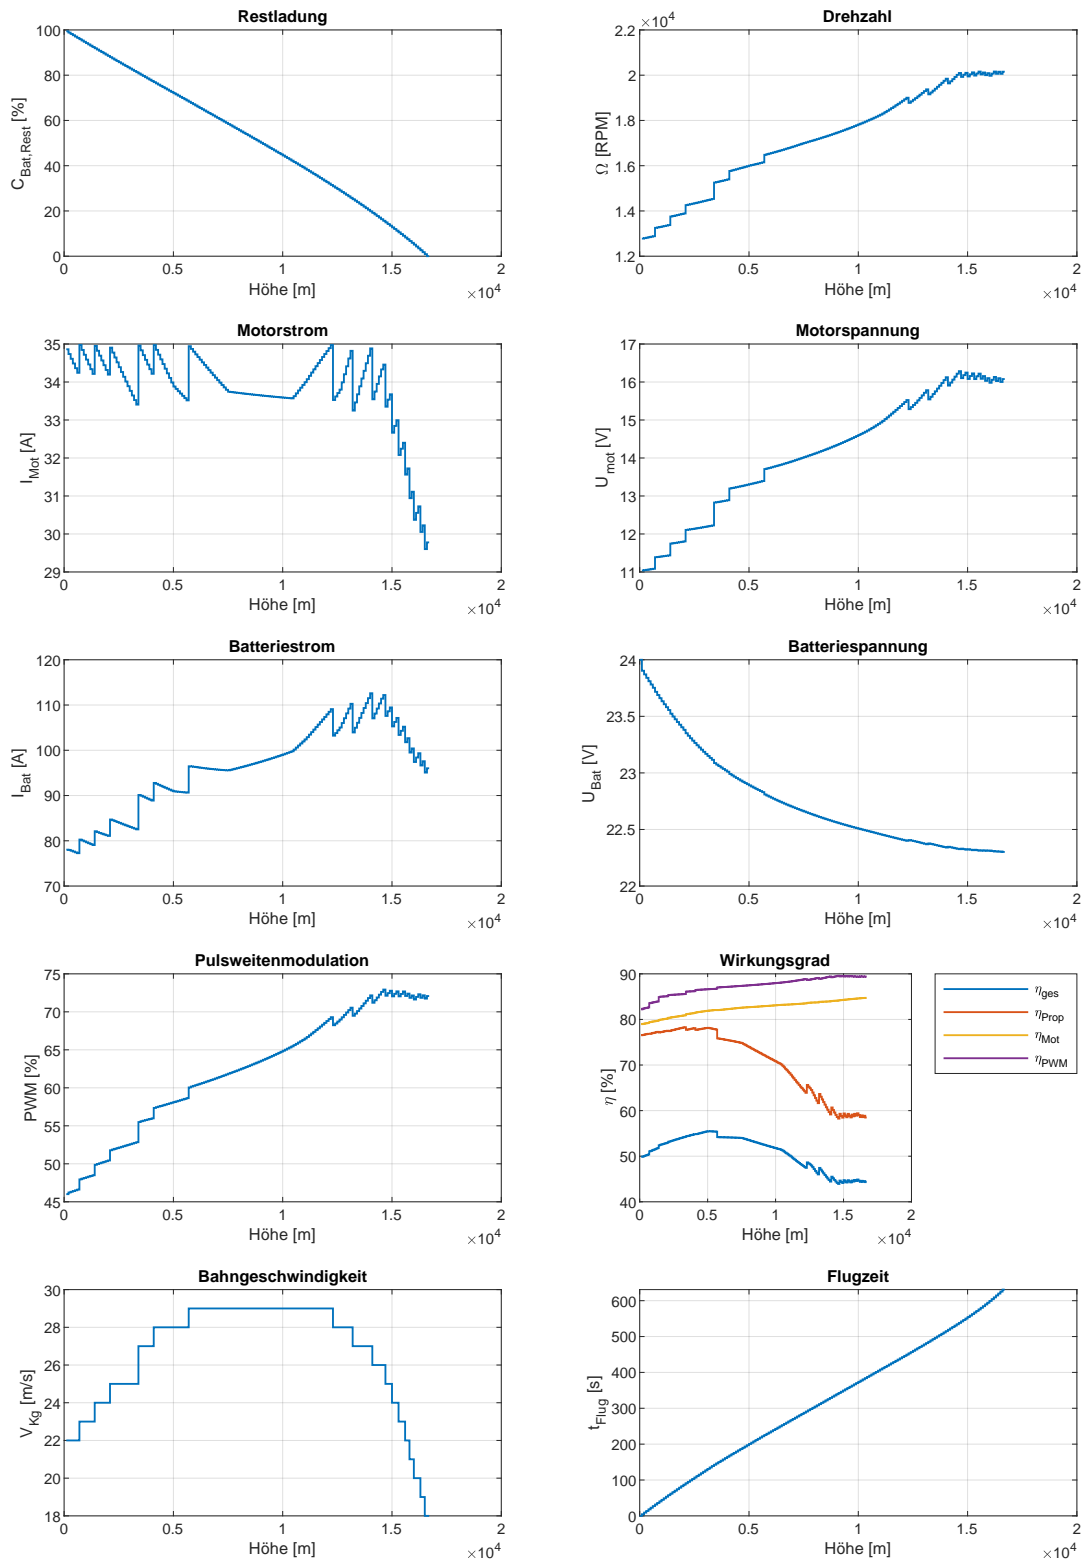 Restladung
C_Bat,Rest [%]
100
80
60
40
20
0
0 0.5 1 1.5 2
Höhe [m] ×10^4
Drehzahl
×10^4
Ω [RPM]
2.2
2
1.8
1.6
1.4
1.2
0 0.5 1 1.5 2
Höhe [m] ×10^4
Motorstrom
I_Mot [A]
35
34
33
32
31
30
29
0 0.5 1 1.5 2
Höhe [m] ×10^4
Motorspannung
U_mot [V]
17
16
15
14
13
12
11
0 0.5 1 1.5 2
Höhe [m] ×10^4
Batteriestrom
I_Bat [A]
120
110
100
90
80
70
0 0.5 1 1.5 2
Höhe [m] ×10^4
Batteriespannung
U_Bat [V]
24
23.5
23
22.5
22
0 0.5 1 1.5 2
Höhe [m] ×10^4
Pulsweitenmodulation
PWM [%]
75
70
65
60
55
50
45
0 0.5 1 1.5 2
Höhe [m] ×10^4
Wirkungsgrad
η [%]
90
80
70
60
50
40
0 0.5 1 1.5 2
Höhe [m] ×10^4
η_ges
η_Prop
η_Mot
η_PWM
Bahngeschwindigkeit
V_Kg [m/s]
30
28
26
24
22
20
18
0 0.5 1 1.5 2
Höhe [m] ×10^4
Flugzeit
t_Flug [s]
600
500
400
300
200
100
0
0 0.5 1 1.5 2
Höhe [m] ×10^4